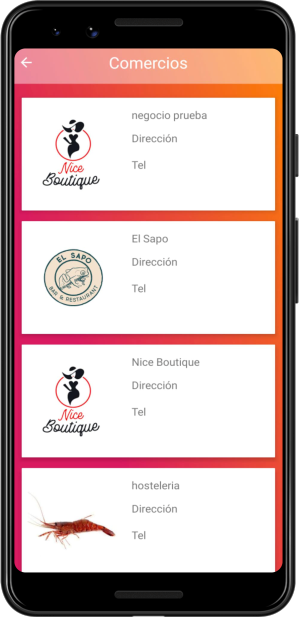 Comercios
negocio prueba
Dirección
Tel
Nice
Boutique
El Sapo
Dirección
Tel
EL SAPO
BAR & RESTAURANT
Nice Boutique
Dirección
Tel
Nice
Boutique
hosteleria
Dirección
Tel